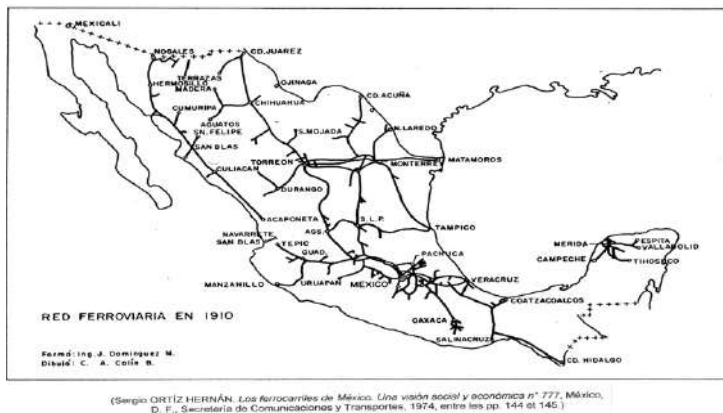 MEXICALI
NOGALES
CD. JUAREZ
TERRAZAS
HERMOSILLO
MADERA
OJINAGA
CD. ACUÑA
CUMURIPA
CHIHUAHUA
AGUATOS
SN. FELIPE
S. MOJADA
N. LAREDO
SAN BLAS
TORREON
MONTERREY
MATAMOROS
CULIACAN
DURANGO
ACAPONETA
S.L.P.
AGS.
TAMPICO
NAVARRETE
SAN BLAS
TEPIC
GUAD.
PACHUCA
MERIDA
PESPITA
VALLADOLID
CAMPECHE
TIHOSUCO
MANZANILLO
URUAPAN
MEXICO
VERACRUZ
COATZACOALCOS
RED FERROVIARIA EN 1910
OAXACA
SALINACRUZ
Formó: Ing. J. Dominguez M.
Dibujó: C. A. Colín B.
CD. HIDALGO
(Sergio ORTÍZ HERNÁN. Los ferrocarriles de México. Una visión social y económica n° 777, México,
D. F., Secretaría de Comunicaciones y Transportes, 1974, entre les pp. 144 et 145.)